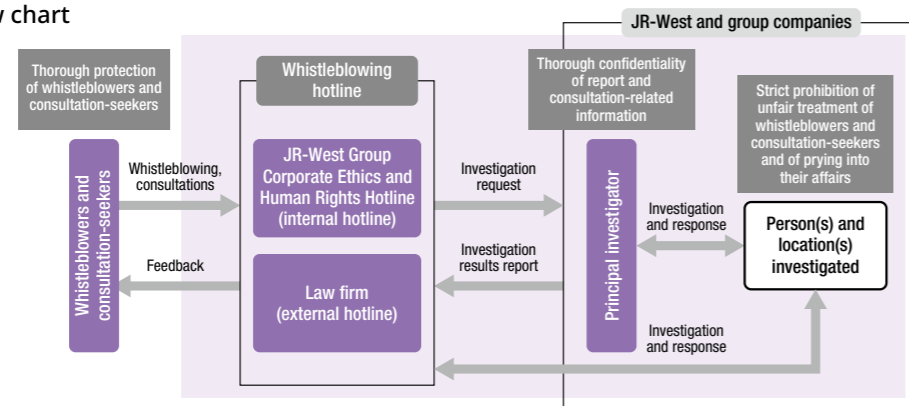 chart
JR-West and group companies
Thorough protection
of whistleblowers and
consultation-seekers
Whistleblowing
hotline
Thorough confidentiality
of report and
consultation-related
information
Strict prohibition of
unfair treatment of
whistleblowers and
consultation-seekers
and of prying into
their affairs
Whistleblowers and
consultation-seekers
Whistleblowing,
consultations
Feedback
JR-West Group
Corporate Ethics and
Human Rights Hotline
(internal hotline)
Law firm
(external hotline)
Investigation
request
Investigation
results report
Principal investigator
Investigation
and response
Person(s) and
location(s)
investigated
Investigation
and response